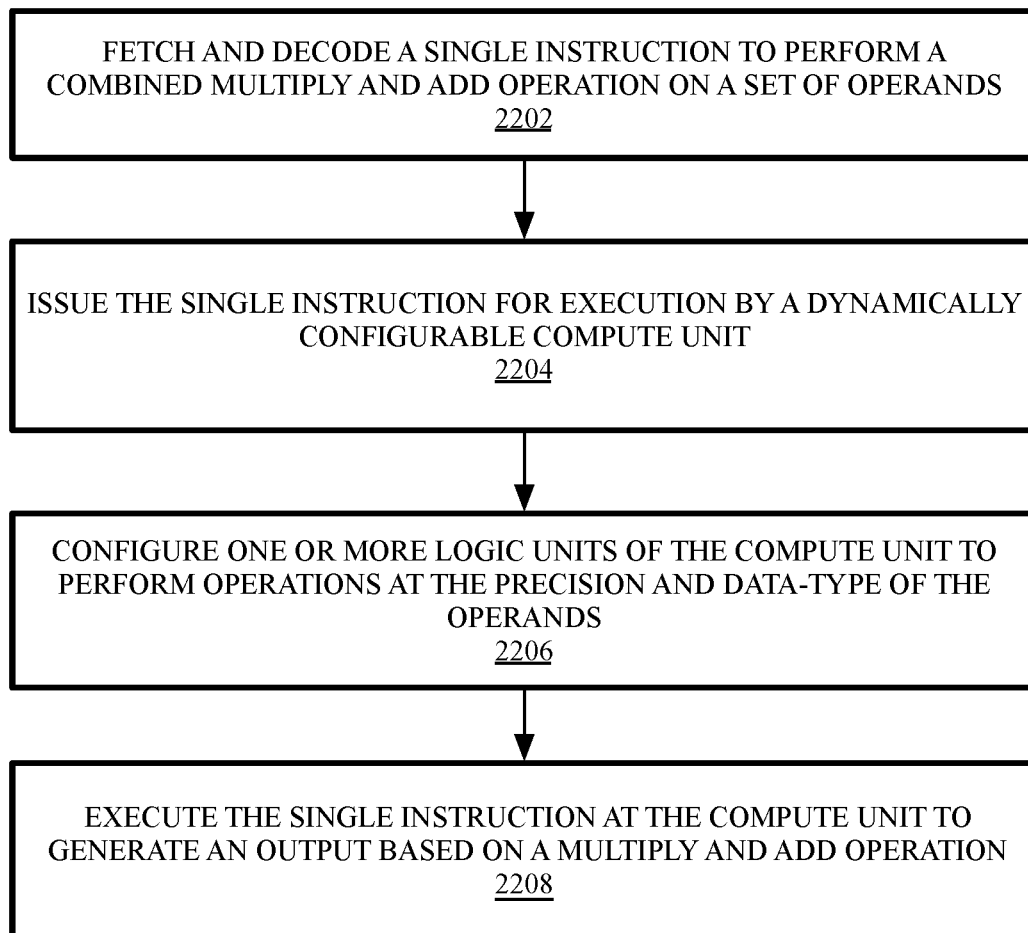 FETCH AND DECODE A SINGLE INSTRUCTION TO PERFORM A
COMBINED MULTIPLY AND ADD OPERATION ON A SET OF OPERANDS
2202
ISSUE THE SINGLE INSTRUCTION FOR EXECUTION BY A DYNAMICALLY
CONFIGURABLE COMPUTE UNIT
2204
CONFIGURE ONE OR MORE LOGIC UNITS OF THE COMPUTE UNIT TO
PERFORM OPERATIONS AT THE PRECISION AND DATA-TYPE OF THE
OPERANDS
2206
EXECUTE THE SINGLE INSTRUCTION AT THE COMPUTE UNIT TO
GENERATE AN OUTPUT BASED ON A MULTIPLY AND ADD OPERATION
2208